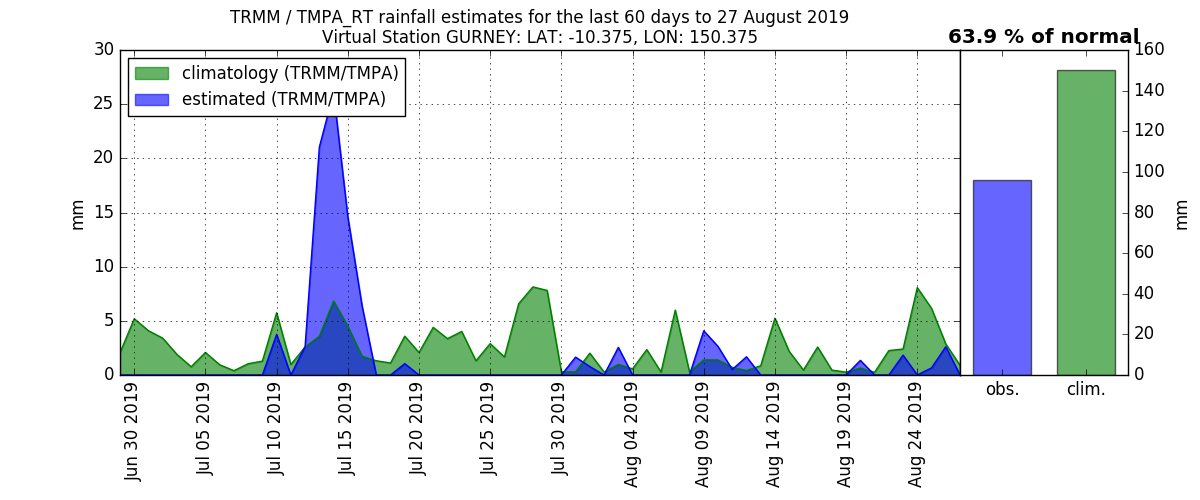 TRMM / TMPA_RT rainfall estimates for the last 60 days to 27 August 2019
Virtual Station GURNEY: LAT: -10.375, LON: 150.375
63.9 % of normal
climatology (TRMM/TMPA)
estimated (TRMM/TMPA)
30
25
20
15
10
5
0
mm
Jun 30 2019
Jul 05 2019
Jul 10 2019
Jul 15 2019
Jul 20 2019
Jul 25 2019
Jul 30 2019
Aug 04 2019
Aug 09 2019
Aug 14 2019
Aug 19 2019
Aug 24 2019
obs.
clim.
160
140
120
100
80
60
40
20
0
mm